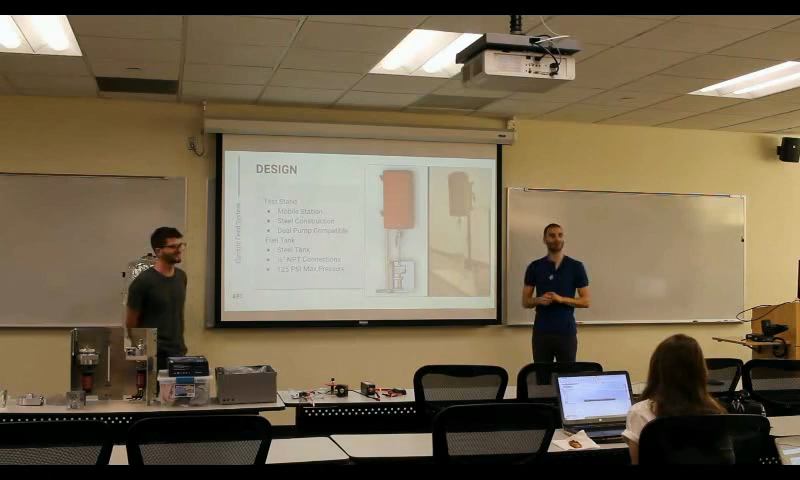 DESIGN
Test Stand
Mobile Station
Steel Construction
Dual Pump Compatible
Fuel Tank
Steel Tank
½" NPT Connections
125 PSI Max Pressure